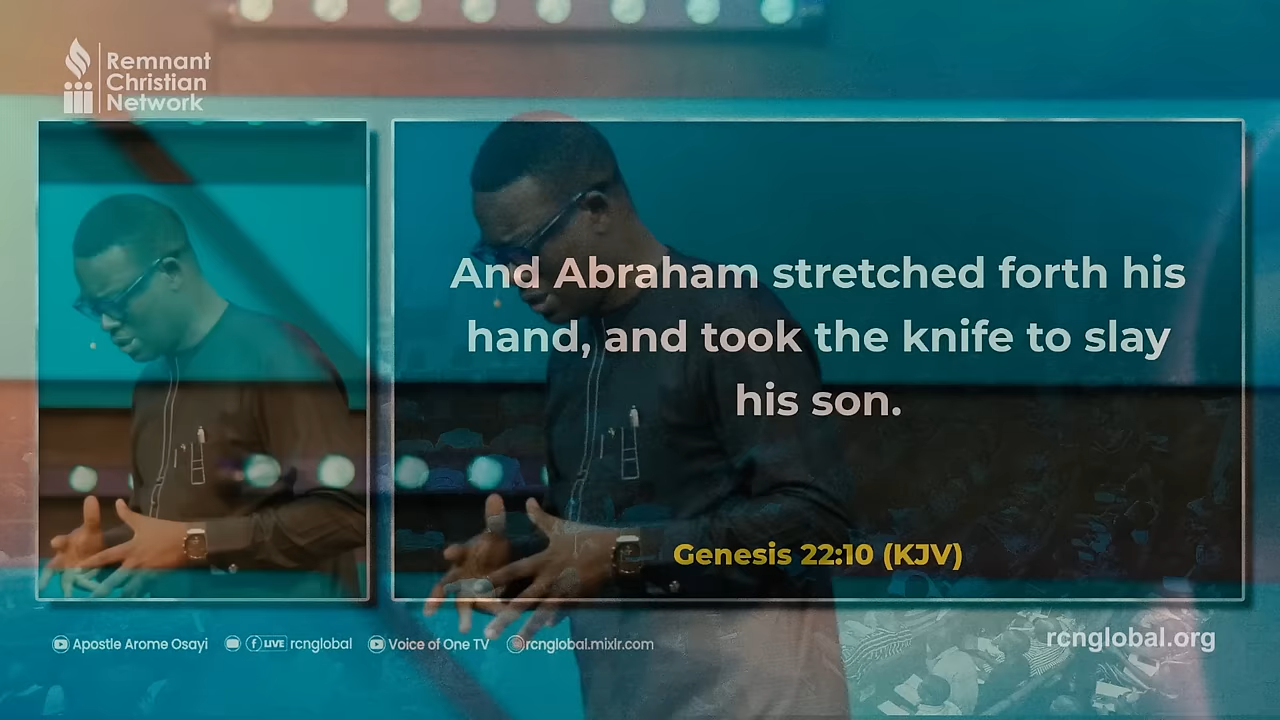 Remnant
Christian
Network
And Abraham stretched forth his
hand, and took the knife to slay
his son.
Genesis 22:10 (KJV)
Apostle Arome Osayi
LIVE rcnglobal
Voice of One TV
rcnglobal.mixlr.com
rcnglobal.org